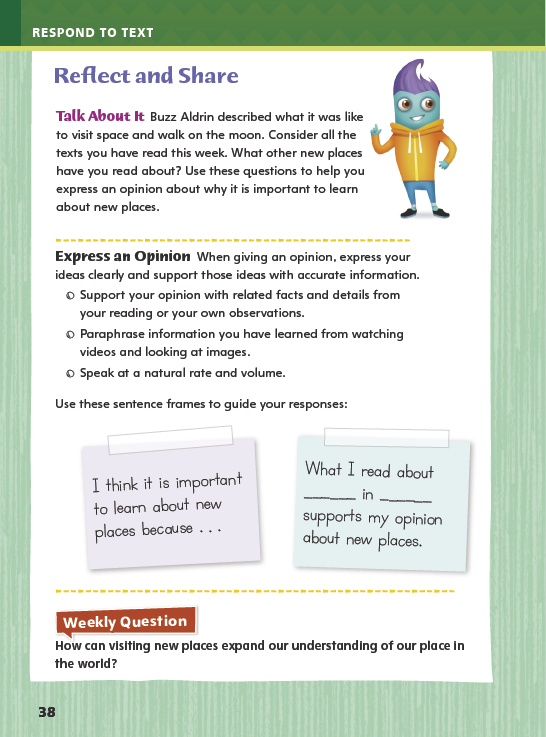 RESPOND TO TEXT
Reflect and Share
Talk About It Buzz Aldrin described what it was like
to visit space and walk on the moon. Consider all the
texts you have read this week. What other new places
have you read about? Use these questions to help you
express an opinion about why it is important to learn
about new places.
Express an Opinion When giving an opinion, express your
ideas clearly and support those ideas with accurate information.
Support your opinion with related facts and details from
your reading or your own observations.
Paraphrase information you have learned from watching
videos and looking at images.
Speak at a natural rate and volume.
Use these sentence frames to guide your responses:
I think it is important
to learn about new
places because . . .
What I read about
______ in ______
supports my opinion
about new places.
Weekly Question
How can visiting new places expand our understanding of our place in
the world?
38